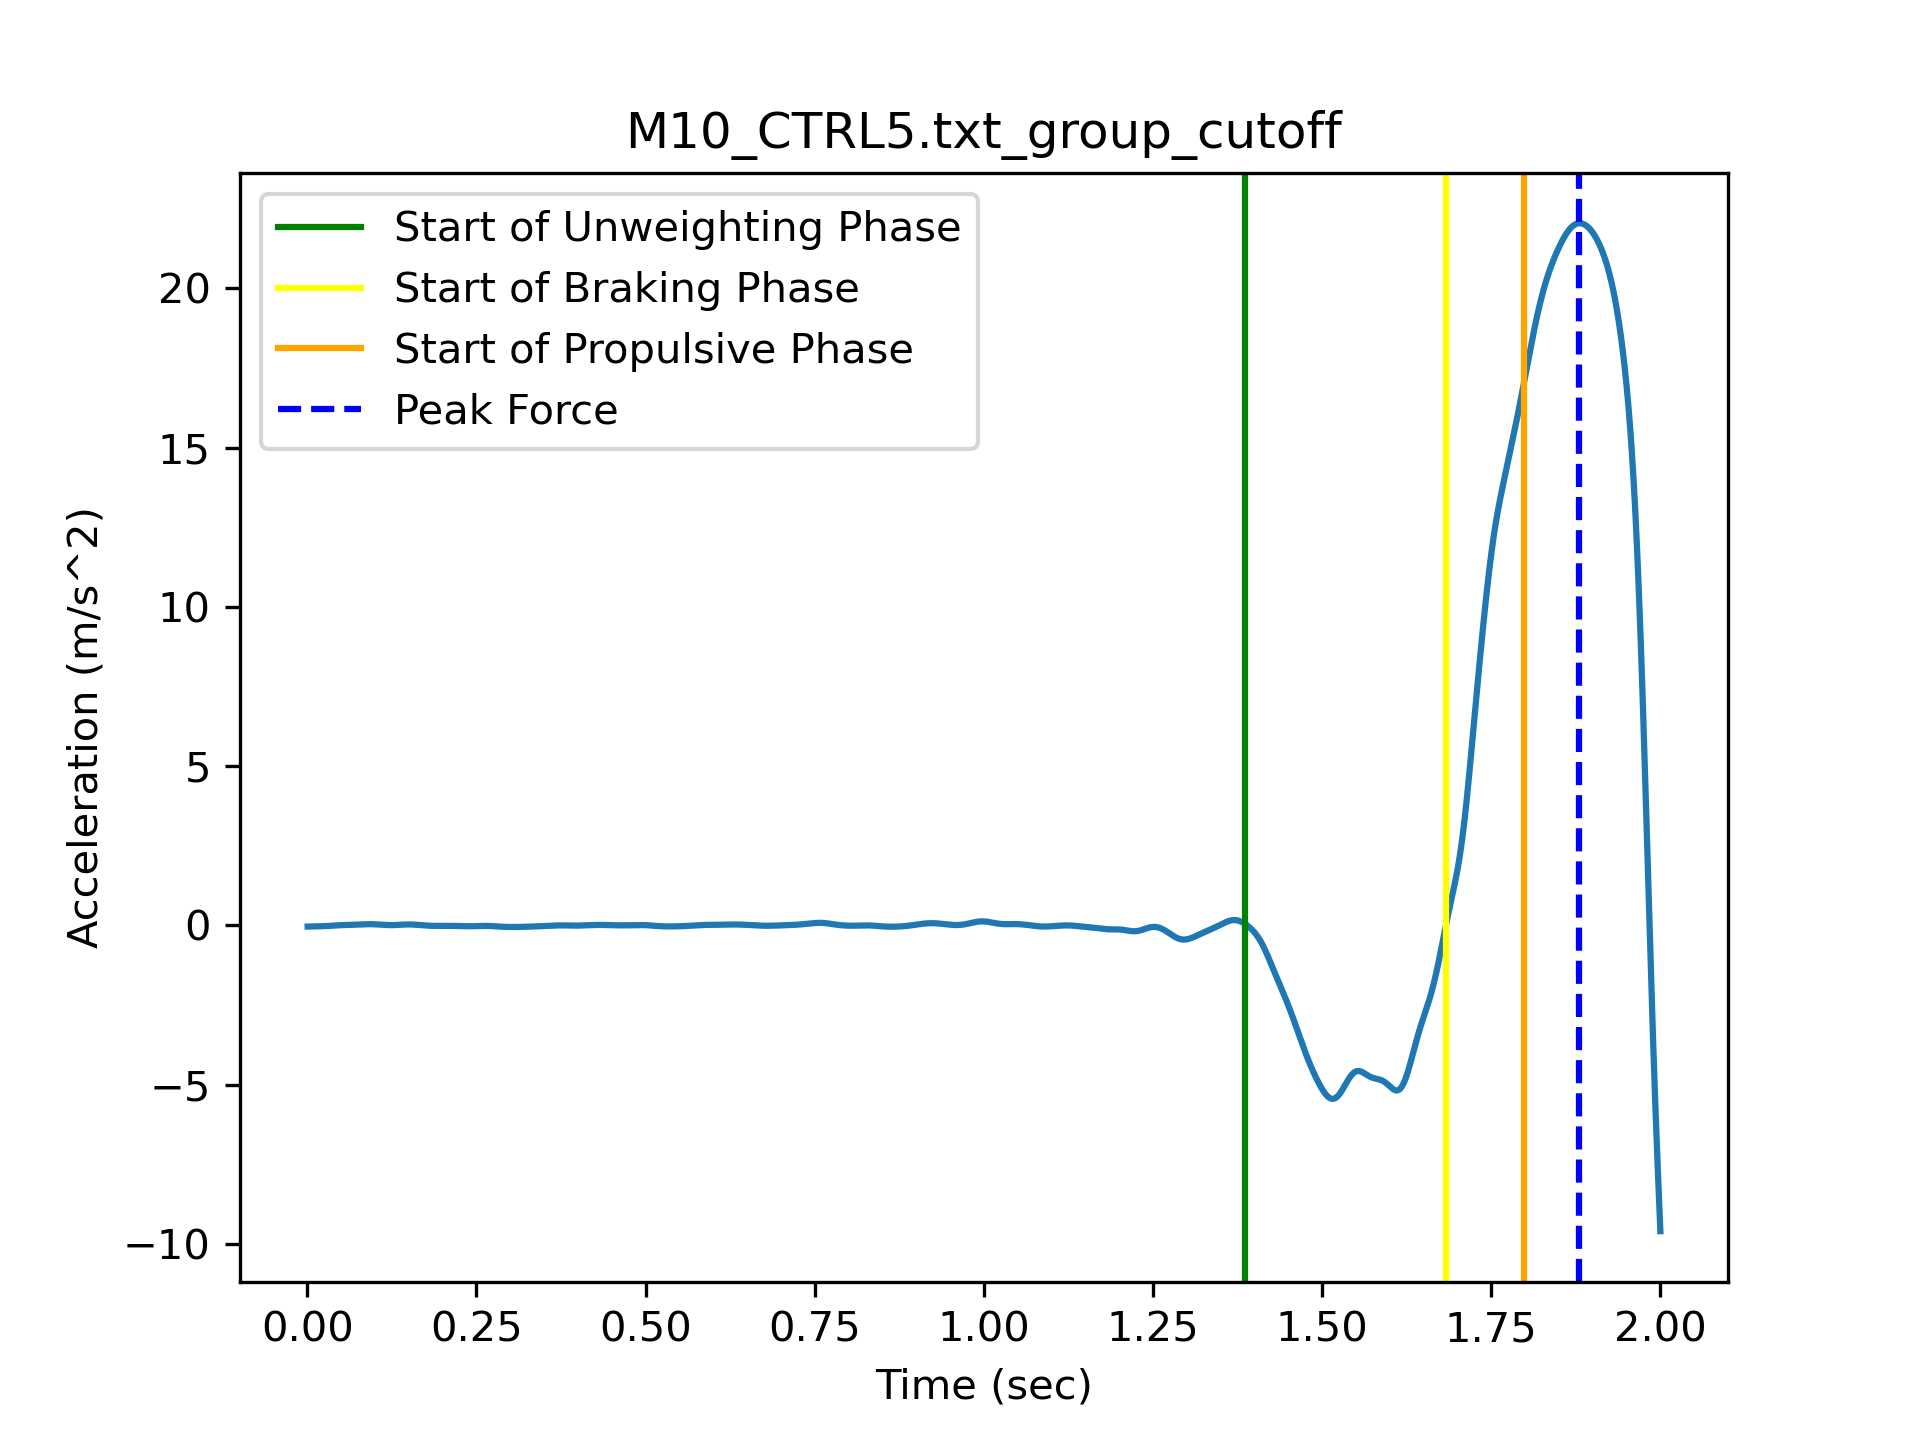 M10_CTRL5.txt_group_cutoff
Start of Unweighting Phase
Start of Braking Phase
Start of Propulsive Phase
Peak Force
20
15
10
5
0
−5
−10
Acceleration (m/s^2)
0.00 0.25 0.50 0.75 1.00 1.25 1.50 1.75 2.00
Time (sec)